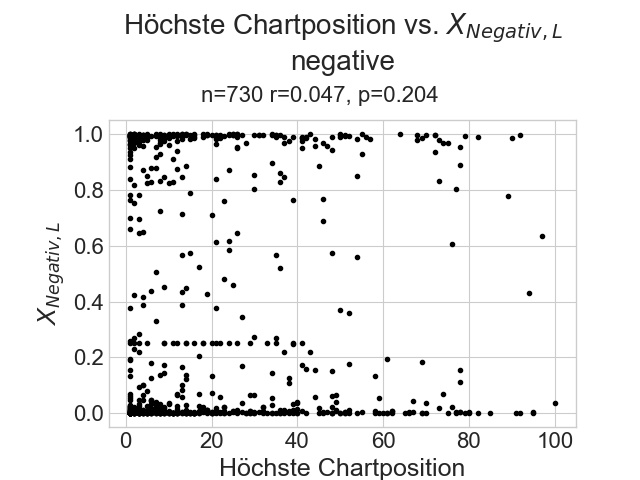 Höchste Chartposition vs. X_{Negativ, L}
negative
n=730 r=0.047, p=0.204
1.0
0.8
0.6
0.4
0.2
0.0
X_{Negativ, L}
0 20 40 60 80 100
Höchste Chartposition